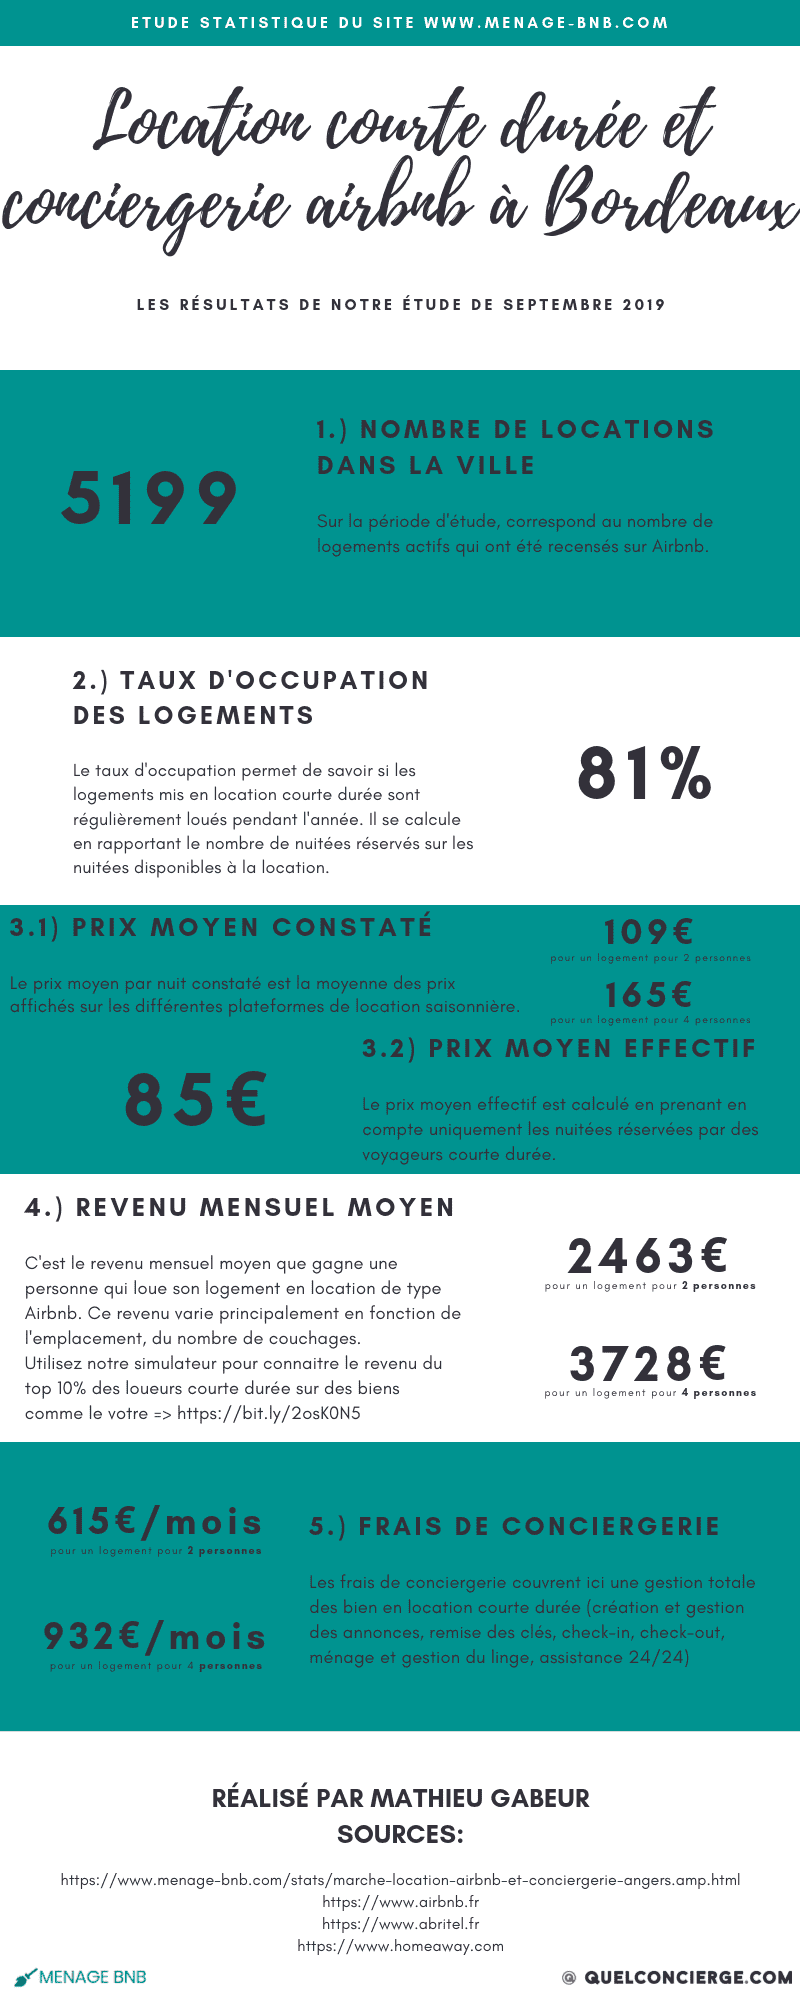 ETUDE STATISTIQUE DU SITE WWW.MENAGE-BNB.COM
Location courte durée et
conciergerie airbnb à Bordeaux
LES RÉSULTATS DE NOTRE ÉTUDE DE SEPTEMBRE 2019
5199
1.) NOMBRE DE LOCATIONS
DANS LA VILLE
Sur la période d'étude, correspond au nombre de
logements actifs qui ont été recensés sur Airbnb.
2.) TAUX D'OCCUPATION
DES LOGEMENTS
Le taux d'occupation permet de savoir si les
logements mis en location courte durée sont
régulièrement loués pendant l'année. Il se calcule
en rapportant le nombre de nuitées réservés sur les
nuitées disponibles à la location.
81%
3.1) PRIX MOYEN CONSTATÉ
Le prix moyen par nuit constaté est la moyenne des prix
affichés sur les différentes plateformes de location saisonnière.
109€
pour un logement pour 2 personnes
165€
pour un logement pour 4 personnes
85€
3.2) PRIX MOYEN EFFECTIF
Le prix moyen effectif est calculé en prenant en
compte uniquement les nuitées réservées par des
voyageurs courte durée.
4.) REVENU MENSUEL MOYEN
C'est le revenu mensuel moyen que gagne une
personne qui loue son logement en location de type
Airbnb. Ce revenu varie principalement en fonction de
l'emplacement, du nombre de couchages.
Utilisez notre simulateur pour connaitre le revenu du
top 10% des loueurs courte durée sur des biens
comme le votre => https://bit.ly/2osK0N5
2463€
pour un logement pour 2 personnes
3728€
pour un logement pour 4 personnes
615€/mois
pour un logement pour 2 personnes
932€/mois
pour un logement pour 4 personnes
5.) FRAIS DE CONCIERGERIE
Les frais de conciergerie couvrent ici une gestion totale
des bien en location courte durée (création et gestion
des annonces, remise des clés, check-in, check-out,
ménage et gestion du linge, assistance 24/24)
RÉALISÉ PAR MATHIEU GABEUR
SOURCES:
https://www.menage-bnb.com/stats/marche-location-airbnb-et-conciergerie-angers.amp.html
https://www.airbnb.fr
https://www.abritel.fr
https://www.homeaway.com
MENAGE BNB
QUELCONCIERGE.COM